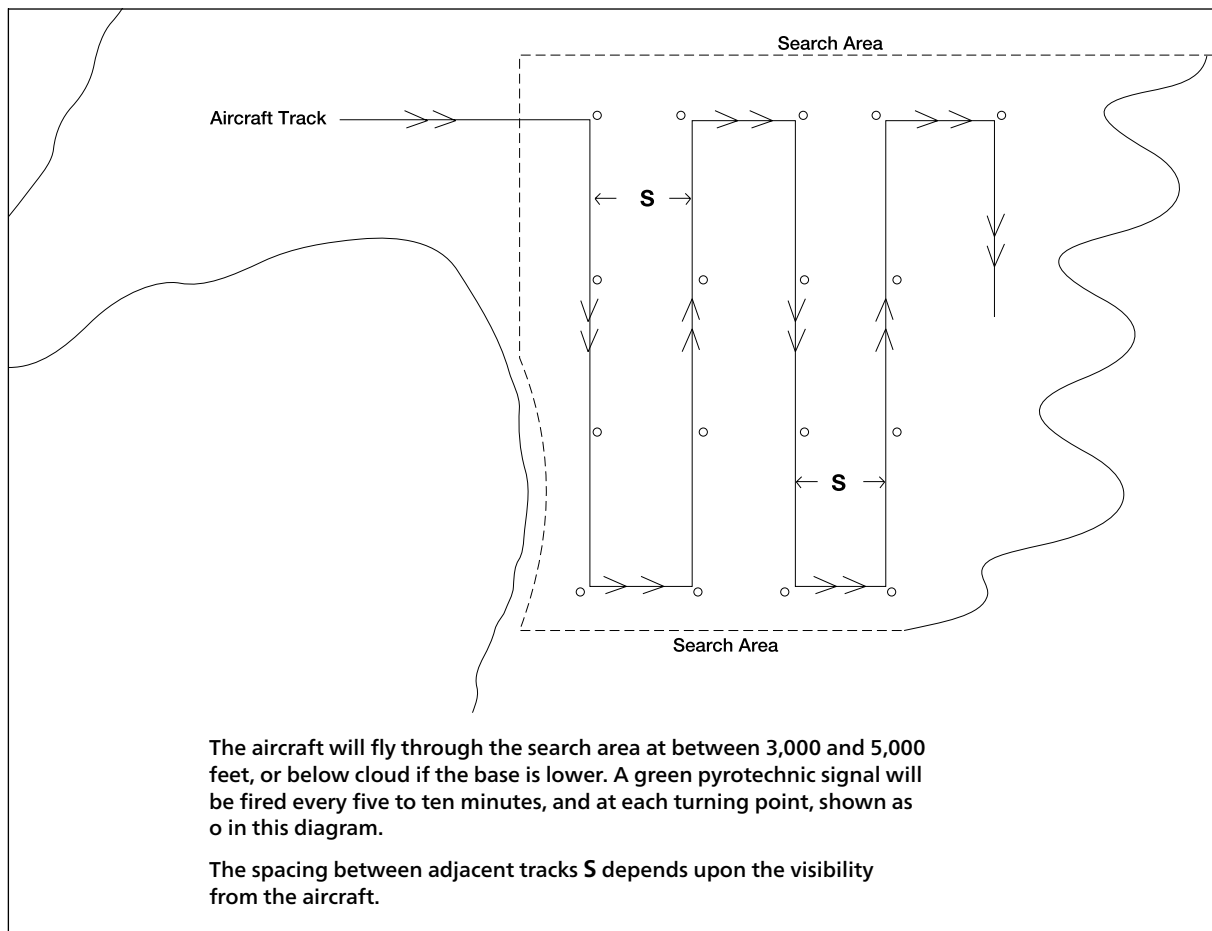 Search Area
Aircraft Track
S
S
Search Area
The aircraft will fly through the search area at between 3,000 and 5,000
feet, or below cloud if the base is lower. A green pyrotechnic signal will
be fired every five to ten minutes, and at each turning point, shown as
o in this diagram.
The spacing between adjacent tracks S depends upon the visibility
from the aircraft.